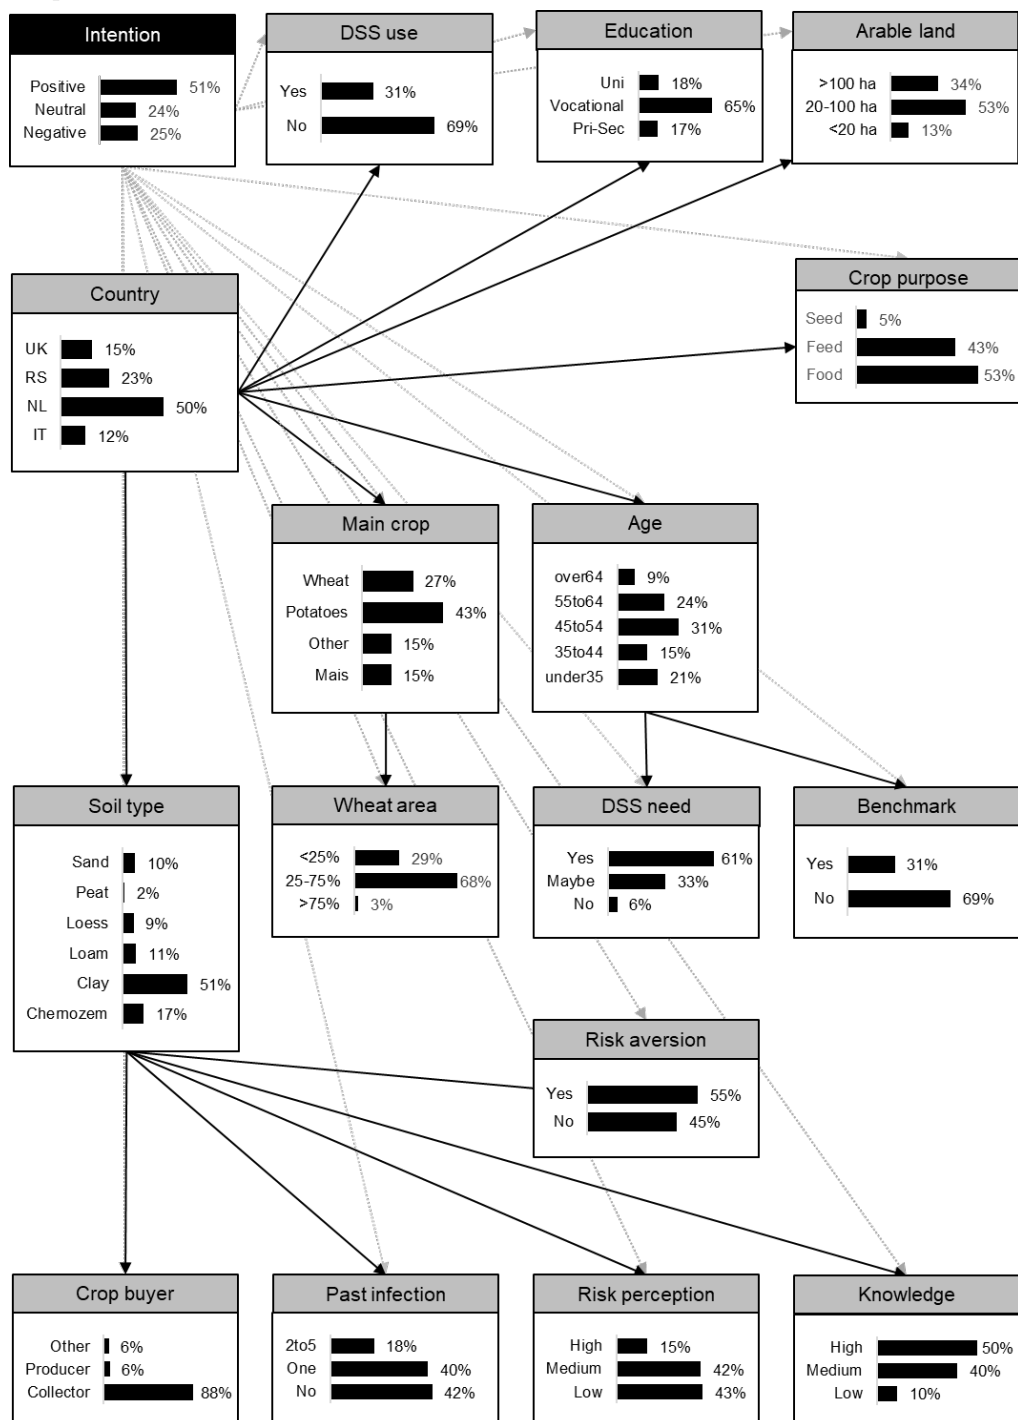 Intention
Positive 51%
Neutral 24%
Negative 25%
DSS use
Yes 31%
No 69%
Education
Uni 18%
Vocational 65%
Pri-Sec 17%
Arable land
>100 ha 34%
20-100 ha 53%
<20 ha 13%
Country
UK 15%
RS 23%
NL 50%
IT 12%
Crop purpose
Seed 5%
Feed 43%
Food 53%
Main crop
Wheat 27%
Potatoes 43%
Other 15%
Mais 15%
Age
over64 9%
55to64 24%
45to54 31%
35to44 15%
under35 21%
Soil type
Sand 10%
Peat 2%
Loess 9%
Loam 11%
Clay 51%
Chemozem 17%
Wheat area
<25% 29%
25-75% 68%
>75% 3%
DSS need
Yes 61%
Maybe 33%
No 6%
Benchmark
Yes 31%
No 69%
Risk aversion
Yes 55%
No 45%
Crop buyer
Other 6%
Producer 6%
Collector 88%
Past infection
2to5 18%
One 40%
No 42%
Risk perception
High 15%
Medium 42%
Low 43%
Knowledge
High 50%
Medium 40%
Low 10%